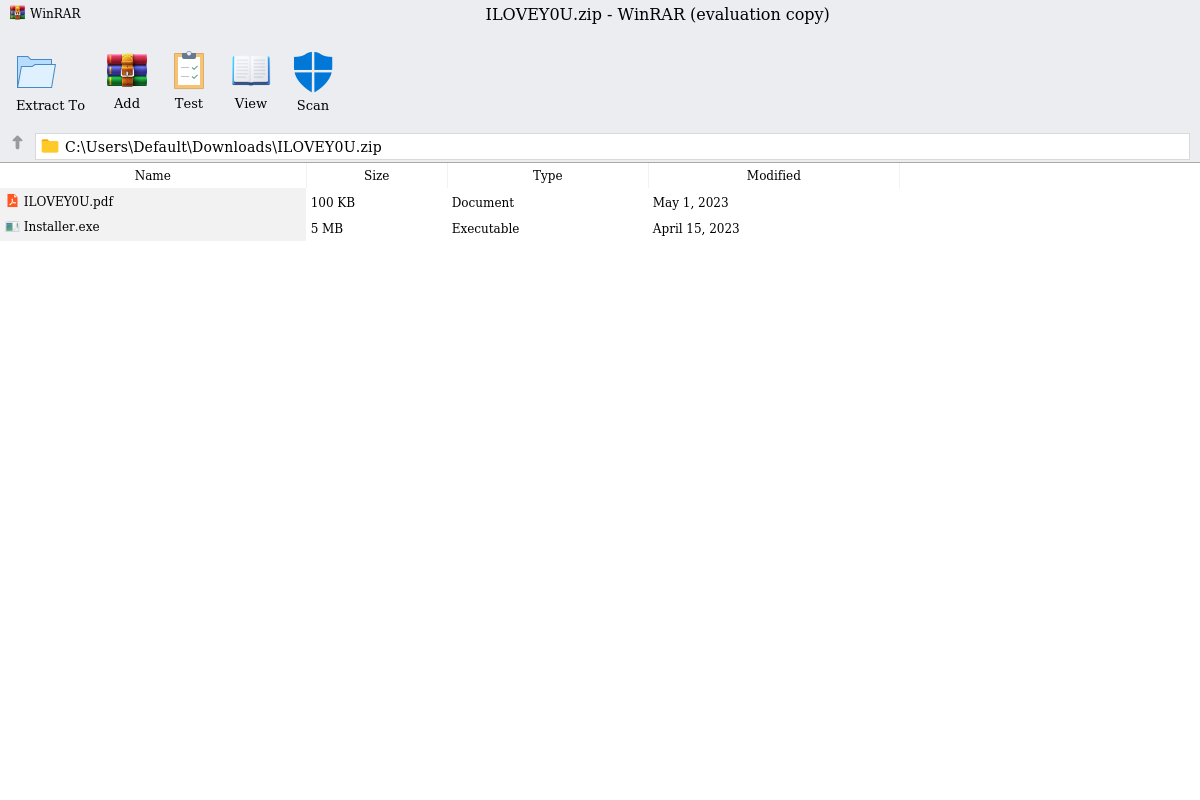 WinRAR
ILOVEY0U.zip - WinRAR (evaluation copy)
Extract To Add Test View Scan
C:\Users\Default\Downloads\ILOVEY0U.zip
Name Size Type Modified
ILOVEY0U.pdf 100 KB Document May 1, 2023
Installer.exe 5 MB Executable April 15, 2023